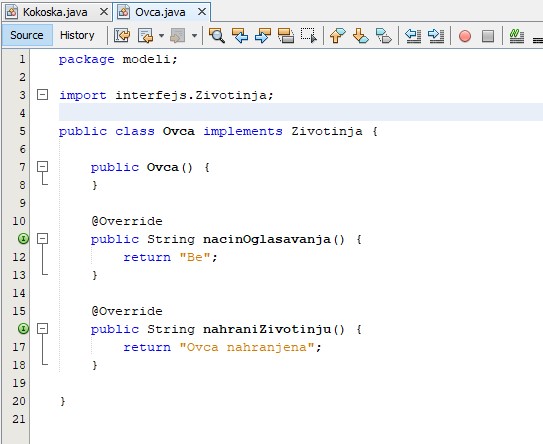 Kokoska.java Ovca.java
Source History
1 package modeli;
2
3 import interfejs.Zivotinja;
4
5 public class Ovca implements Zivotinja {
6
7 public Ovca() {
8 }
9
10 @Override
public String nacinOglasavanja() {
12 return "Be";
13 }
14
15 @Override
public String nahraniZivotinju() {
17 return "Ovca nahranjena";
18 }
19
20 }
21